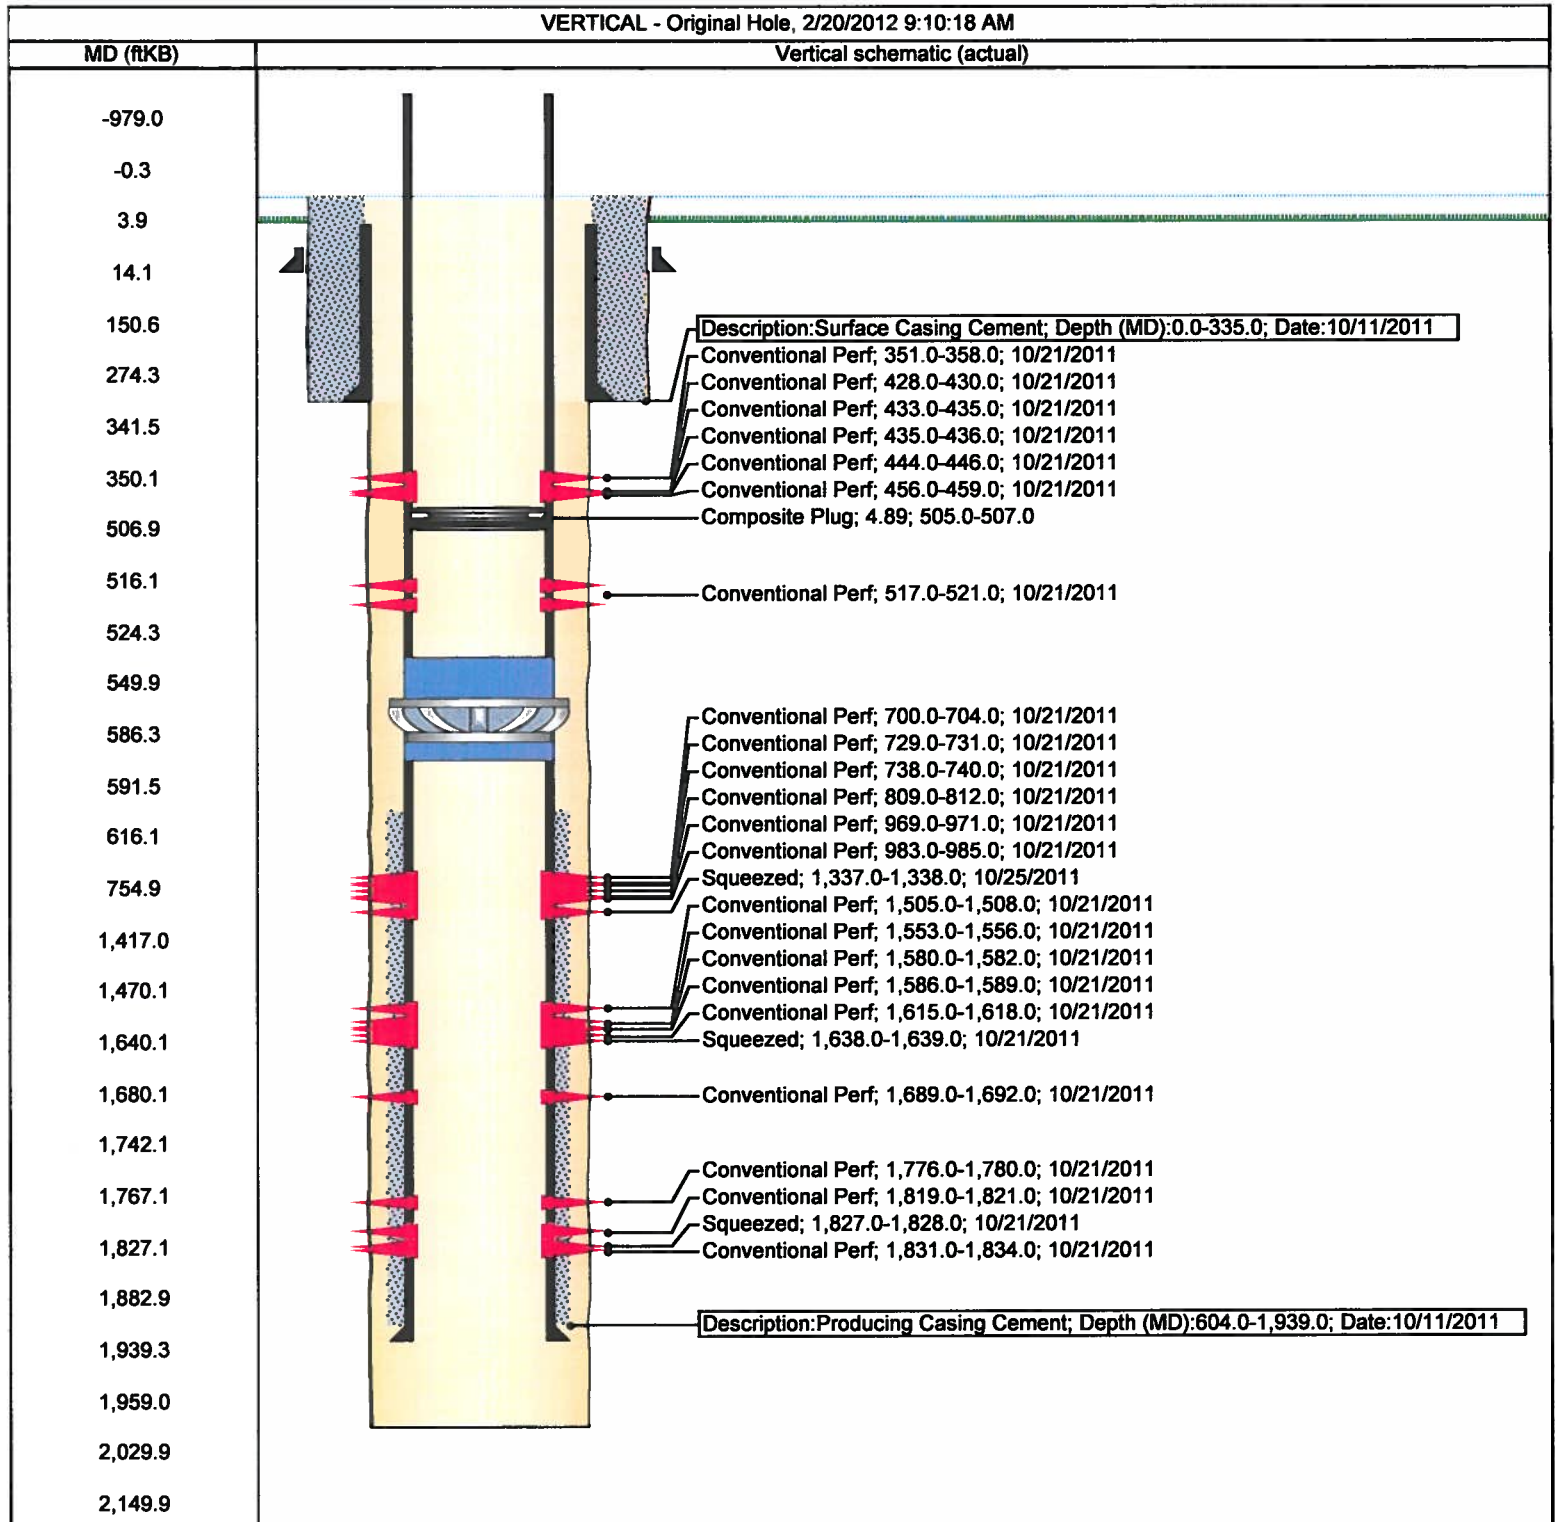 VERTICAL - Original Hole, 2/20/2012 9:10:18 AM
MD (ftKB)
Vertical schematic (actual)
-979.0
-0.3
3.9
14.1
150.6
274.3
341.5
350.1
506.9
516.1
524.3
549.9
586.3
591.5
616.1
754.9
1,417.0
1,470.1
1,640.1
1,680.1
1,742.1
1,767.1
1,827.1
1,882.9
1,939.3
1,959.0
2,029.9
2,149.9
Description:Surface Casing Cement; Depth (MD):0.0-335.0; Date:10/11/2011
Conventional Perf; 351.0-358.0; 10/21/2011
Conventional Perf; 428.0-430.0; 10/21/2011
Conventional Perf; 433.0-435.0; 10/21/2011
Conventional Perf; 435.0-436.0; 10/21/2011
Conventional Perf; 444.0-446.0; 10/21/2011
Conventional Perf; 456.0-459.0; 10/21/2011
Composite Plug; 4.89; 505.0-507.0
Conventional Perf; 517.0-521.0; 10/21/2011
Conventional Perf; 700.0-704.0; 10/21/2011
Conventional Perf; 729.0-731.0; 10/21/2011
Conventional Perf; 738.0-740.0; 10/21/2011
Conventional Perf; 809.0-812.0; 10/21/2011
Conventional Perf; 969.0-971.0; 10/21/2011
Conventional Perf; 983.0-985.0; 10/21/2011
Squeezed; 1,337.0-1,338.0; 10/25/2011
Conventional Perf; 1,505.0-1,508.0; 10/21/2011
Conventional Perf; 1,553.0-1,556.0; 10/21/2011
Conventional Perf; 1,580.0-1,582.0; 10/21/2011
Conventional Perf; 1,586.0-1,589.0; 10/21/2011
Conventional Perf; 1,615.0-1,618.0; 10/21/2011
Squeezed; 1,638.0-1,639.0; 10/21/2011
Conventional Perf; 1,689.0-1,692.0; 10/21/2011
Conventional Perf; 1,776.0-1,780.0; 10/21/2011
Conventional Perf; 1,819.0-1,821.0; 10/21/2011
Squeezed; 1,827.0-1,828.0; 10/21/2011
Conventional Perf; 1,831.0-1,834.0; 10/21/2011
Description:Producing Casing Cement; Depth (MD):604.0-1,939.0; Date:10/11/2011